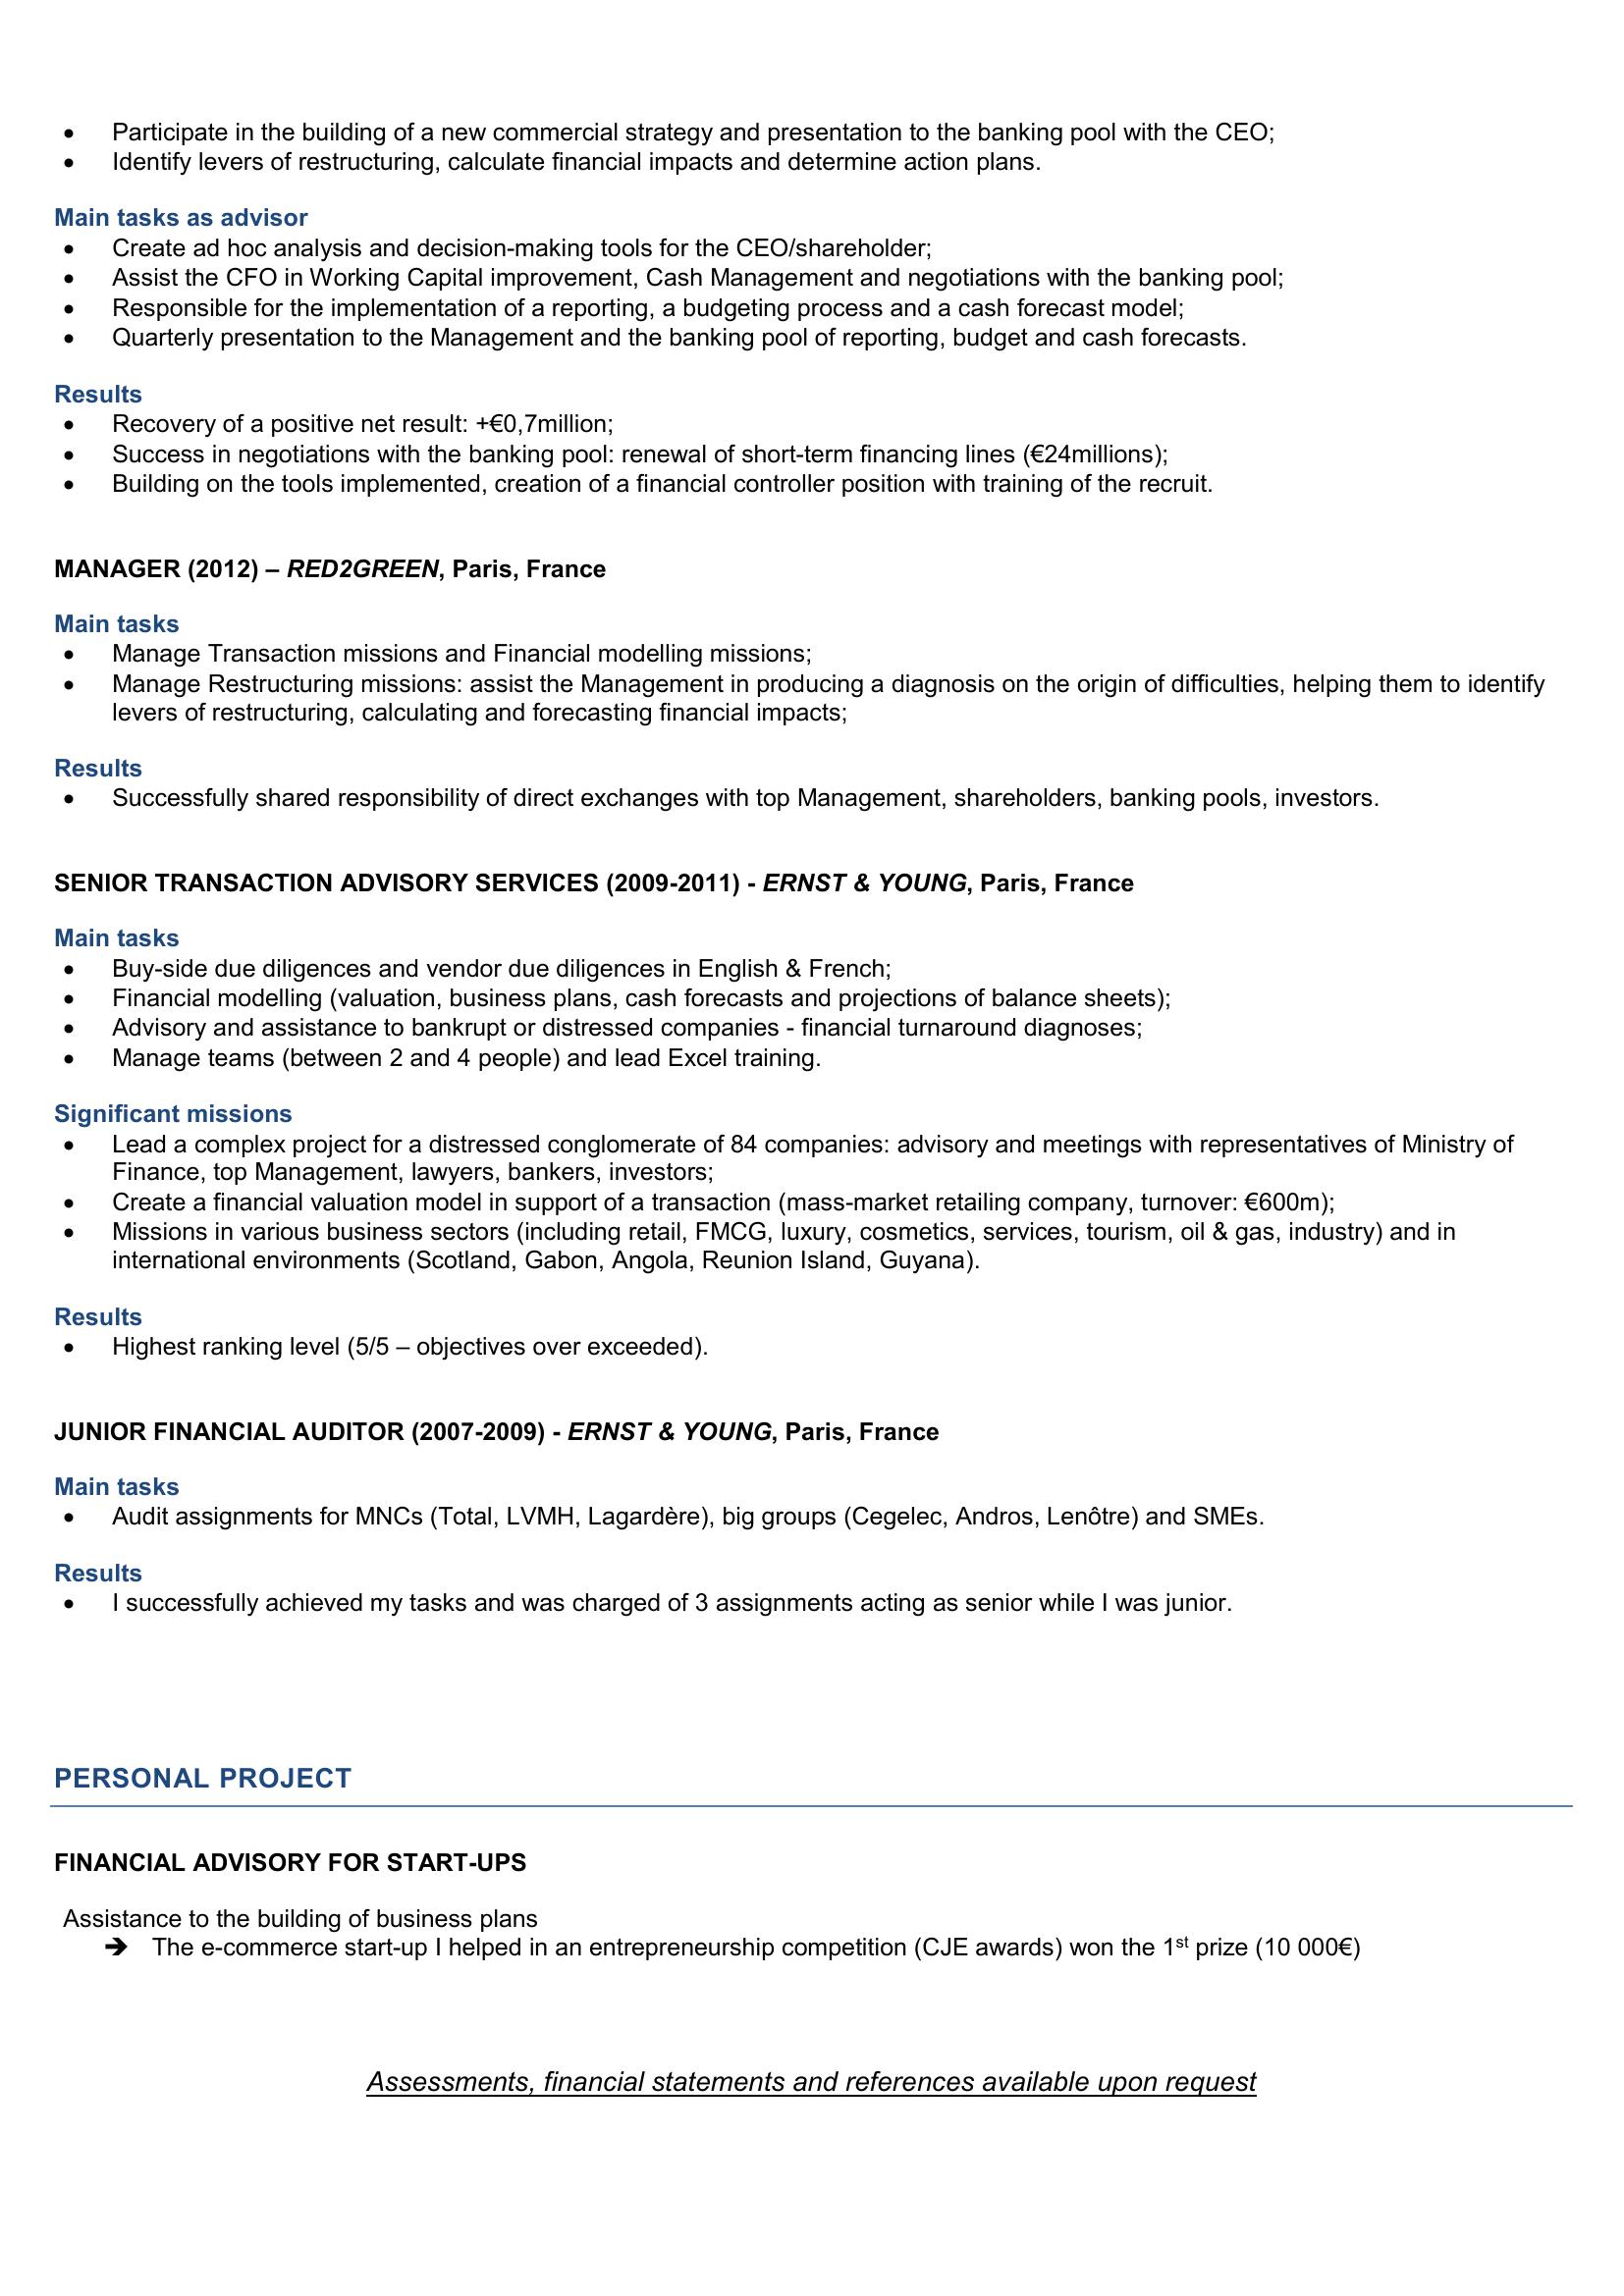 • Participate in the building of a new commercial strategy and presentation to the banking pool with the CEO;
• Identify levers of restructuring, calculate financial impacts and determine action plans.
Main tasks as advisor
• Create ad hoc analysis and decision-making tools for the CEO/shareholder;
• Assist the CFO in Working Capital improvement, Cash Management and negotiations with the banking pool;
• Responsible for the implementation of a reporting, a budgeting process and a cash forecast model;
• Quarterly presentation to the Management and the banking pool of reporting, budget and cash forecasts.
Results
• Recovery of a positive net result: +€0,7million;
• Success in negotiations with the banking pool: renewal of short-term financing lines (€24millions);
• Building on the tools implemented, creation of a financial controller position with training of the recruit.
MANAGER (2012) – RED2GREEN, Paris, France
Main tasks
• Manage Transaction missions and Financial modelling missions;
• Manage Restructuring missions: assist the Management in producing a diagnosis on the origin of difficulties, helping them to identify
levers of restructuring, calculating and forecasting financial impacts;
Results
• Successfully shared responsibility of direct exchanges with top Management, shareholders, banking pools, investors.
SENIOR TRANSACTION ADVISORY SERVICES (2009-2011) - ERNST & YOUNG, Paris, France
Main tasks
• Buy-side due diligences and vendor due diligences in English & French;
• Financial modelling (valuation, business plans, cash forecasts and projections of balance sheets);
• Advisory and assistance to bankrupt or distressed companies - financial turnaround diagnoses;
• Manage teams (between 2 and 4 people) and lead Excel training.
Significant missions
• Lead a complex project for a distressed conglomerate of 84 companies: advisory and meetings with representatives of Ministry of
Finance, top Management, lawyers, bankers, investors;
• Create a financial valuation model in support of a transaction (mass-market retailing company, turnover: €600m);
• Missions in various business sectors (including retail, FMCG, luxury, cosmetics, services, tourism, oil & gas, industry) and in
international environments (Scotland, Gabon, Angola, Reunion Island, Guyana).
Results
• Highest ranking level (5/5 – objectives over exceeded).
JUNIOR FINANCIAL AUDITOR (2007-2009) - ERNST & YOUNG, Paris, France
Main tasks
• Audit assignments for MNCs (Total, LVMH, Lagardère), big groups (Cegelec, Andros, Lenôtre) and SMEs.
Results
• I successfully achieved my tasks and was charged of 3 assignments acting as senior while I was junior.
PERSONAL PROJECT
FINANCIAL ADVISORY FOR START-UPS
Assistance to the building of business plans
➔ The e-commerce start-up I helped in an entrepreneurship competition (CJE awards) won the 1st prize (10 000€)
Assessments, financial statements and references available upon request